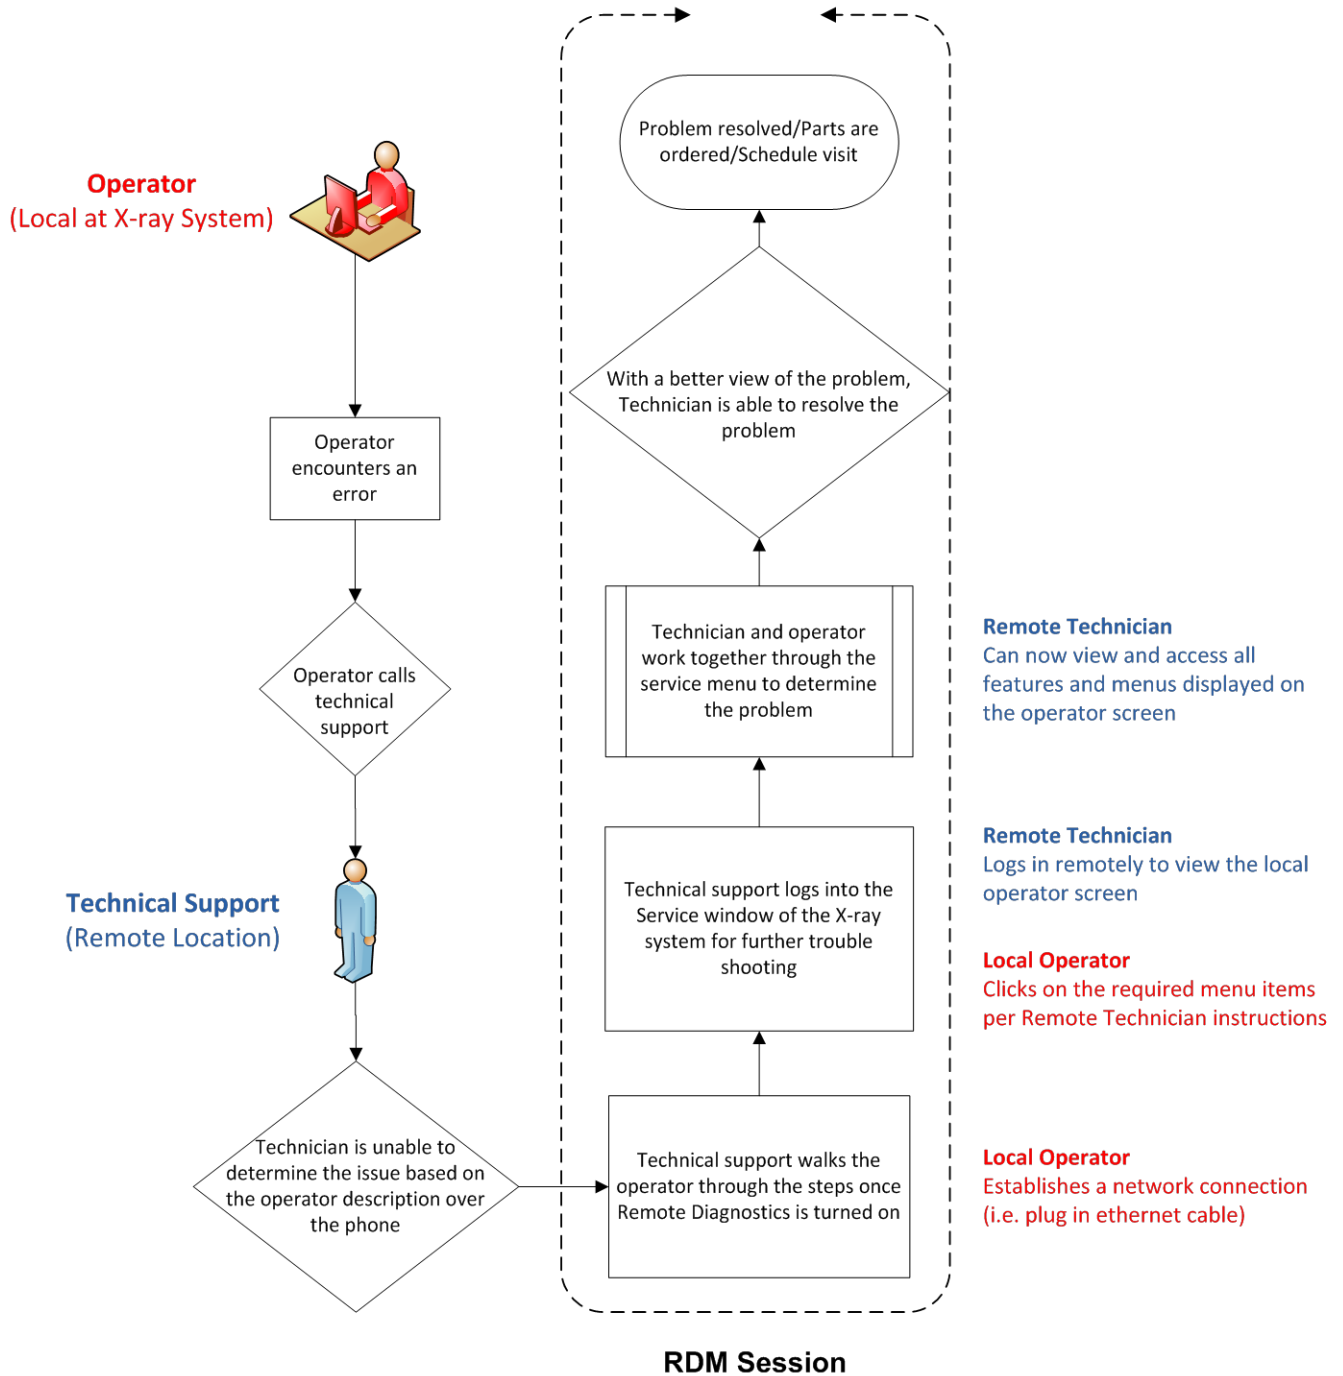 Operator
(Local at X-ray System)
Operator
encounters an
error
Operator calls
technical
support
Technical Support
(Remote Location)
Technician is unable to
determine the issue based on
the operator description over
the phone
Problem resolved/Parts are
ordered/Schedule visit
With a better view of the problem,
Technician is able to resolve the
problem
Technician and operator
work together through the
service menu to determine
the problem
Technical support logs into the
Service window of the X-ray
system for further trouble
shooting
Technical support walks the
operator through the steps once
Remote Diagnostics is turned on
Remote Technician
Can now view and access all
features and menus displayed on
the operator screen
Remote Technician
Logs in remotely to view the local
operator screen
Local Operator
Clicks on the required menu items
per Remote Technician instructions
Local Operator
Establishes a network connection
(i.e. plug in ethernet cable)
RDM Session